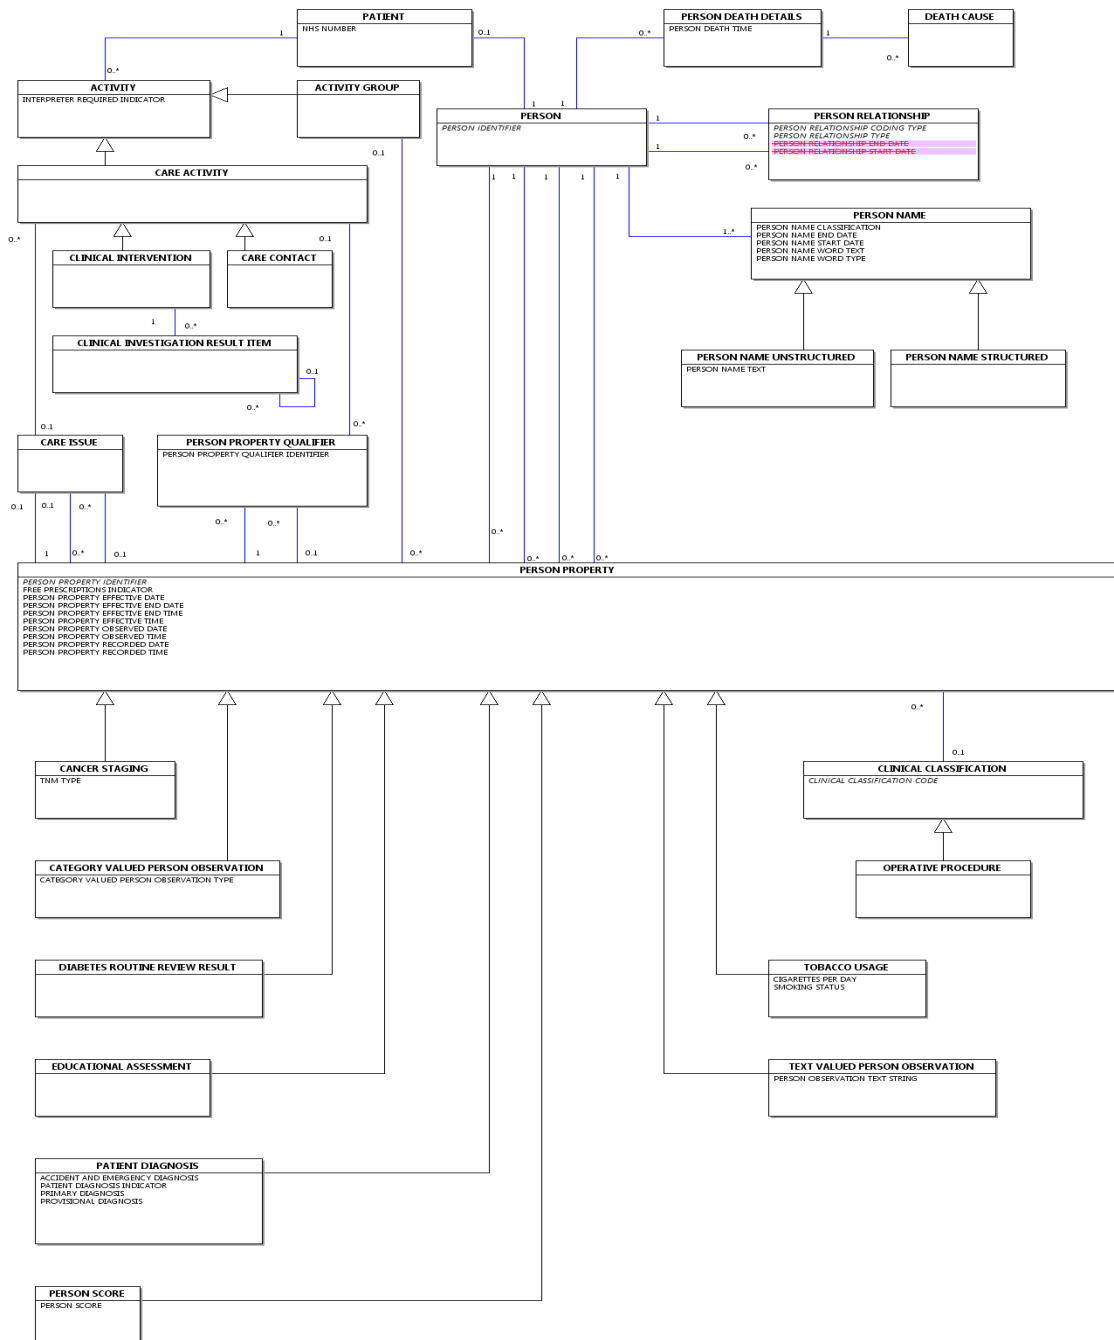 PATIENT
NHS NUMBER
PERSON DEATH DETAILS
PERSON DEATH TIME
DEATH CAUSE
1
0..1
0..*
1
0..*
0..*
ACTIVITY
INTERPRETER REQUIRED INDICATOR
ACTIVITY GROUP
1
1
PERSON
PERSON IDENTIFIER
1
0..*
1
0..*
PERSON RELATIONSHIP
PERSON RELATIONSHIP CODING TYPE
PERSON RELATIONSHIP TYPE
PERSON RELATIONSHIP END DATE
PERSON RELATIONSHIP START DATE
0..1
CARE ACTIVITY
1
1
1
1
1
PERSON NAME
PERSON NAME CLASSIFICATION
PERSON NAME END DATE
PERSON NAME START DATE
PERSON NAME WORD TEXT
PERSON NAME WORD TYPE
1..*
0..*
0..1
CLINICAL INTERVENTION
CARE CONTACT
1
0..*
CLINICAL INVESTIGATION RESULT ITEM
0..1
0..*
PERSON NAME UNSTRUCTURED
PERSON NAME TEXT
PERSON NAME STRUCTURED
0..1
0..*
CARE ISSUE
PERSON PROPERTY QUALIFIER
PERSON PROPERTY QUALIFIER IDENTIFIER
0..1
0..1
0..*
0..*
0..*
1
0..*
0..1
1
0..1
0..*
0..*
0..*
0..*
0..*
PERSON PROPERTY
PERSON PROPERTY IDENTIFIER
FREE PRESCRIPTIONS INDICATOR
PERSON PROPERTY EFFECTIVE DATE
PERSON PROPERTY EFFECTIVE END DATE
PERSON PROPERTY EFFECTIVE END TIME
PERSON PROPERTY EFFECTIVE TIME
PERSON PROPERTY OBSERVED DATE
PERSON PROPERTY OBSERVED TIME
PERSON PROPERTY RECORDED DATE
PERSON PROPERTY RECORDED TIME
0..*
0..1
CANCER STAGING
TNM TYPE
CLINICAL CLASSIFICATION
CLINICAL CLASSIFICATION CODE
CATEGORY VALUED PERSON OBSERVATION
CATEGORY VALUED PERSON OBSERVATION TYPE
OPERATIVE PROCEDURE
DIABETES ROUTINE REVIEW RESULT
TOBACCO USAGE
CIGARETTES PER DAY
SMOKING STATUS
EDUCATIONAL ASSESSMENT
TEXT VALUED PERSON OBSERVATION
PERSON OBSERVATION TEXT STRING
PATIENT DIAGNOSIS
ACCIDENT AND EMERGENCY DIAGNOSIS
PATIENT DIAGNOSIS INDICATOR
PRIMARY DIAGNOSIS
PROVISIONAL DIAGNOSIS
PERSON SCORE
PERSON SCORE